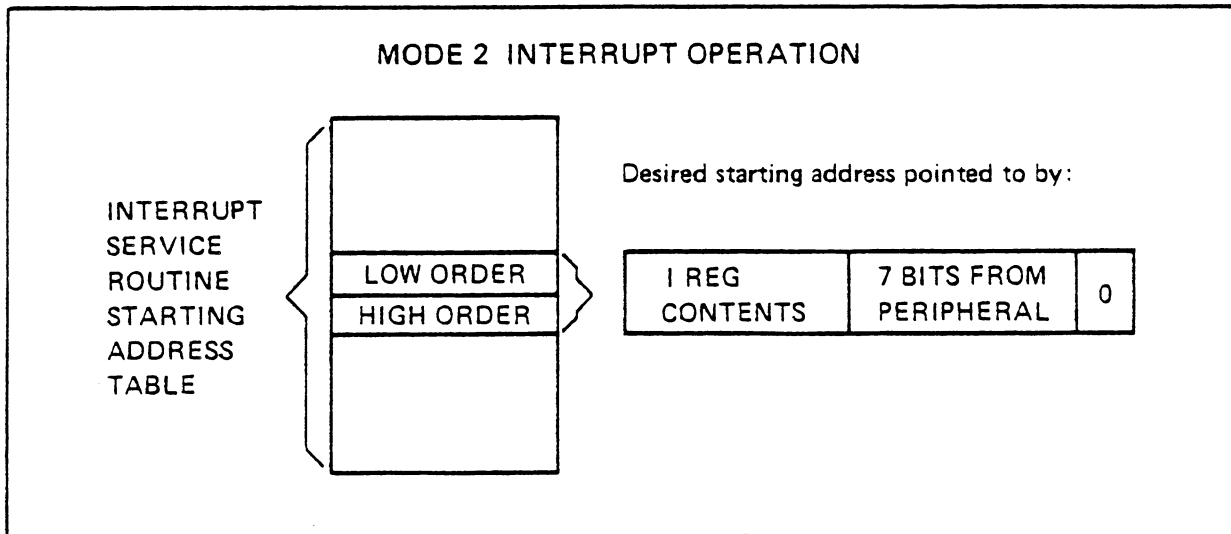 MODE 2 INTERRUPT OPERATION
INTERRUPT
SERVICE
ROUTINE
STARTING
ADDRESS
TABLE
LOW ORDER
HIGH ORDER
Desired starting address pointed to by:
I REG
CONTENTS
7 BITS FROM
PERIPHERAL
0